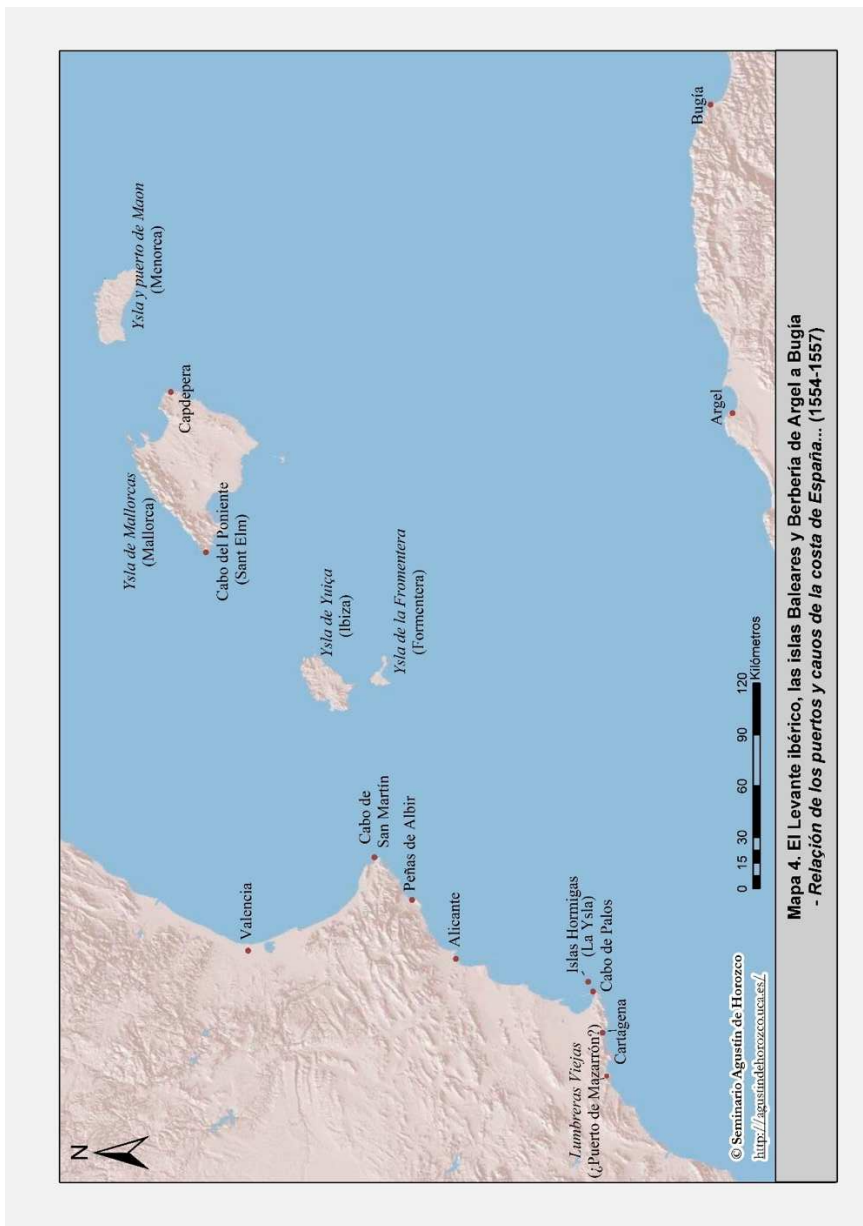 N
Ysla y puerto de Maon
(Menorca)
Ysla de Mallorcas
(Mallorca)
Capdepera
Cabo del Poniente
(Sant Elm)
Valencia
Ysla de Yuiça
(Ibiza)
Cabo de
San Martín
Ysla de la Fromentera
(Formentera)
Peñas de Albir
Alicante
Islas Hormigas
(La Ysla)
Cabo de Palos
Lumbreras Viejas
(¿Puerto de Mazarrón?)
Cartagena
Bugía
Argel
0 15 30 60 90 120
Kilómetros
© Seminario Agustín de Horozco
http://agustindehorozco.uca.es/
Mapa 4. El Levante ibérico, las islas Baleares y Berbería de Argel a Bugía
- Relaçión de los puertos y cauos de la costa de España... (1554-1557)